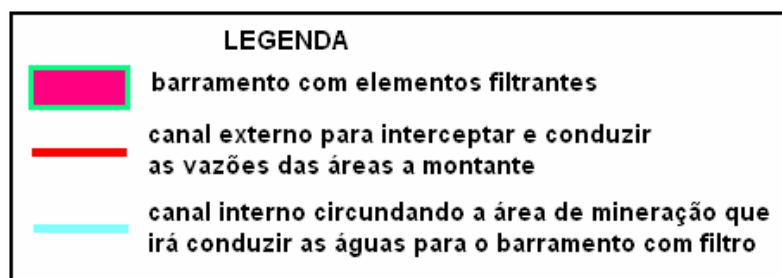 LEGENDA
barramento com elementos filtrantes
canal externo para interceptar e conduzir
as vazões das áreas a montante
canal interno circundando a área de mineração que
irá conduzir as águas para o barramento com filtro